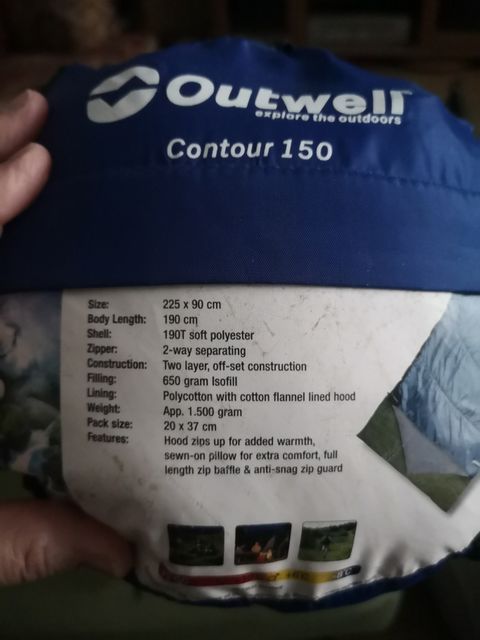 Outwell
explore the outdoors
Contour 150
Size: 225 x 90 cm
Body Length: 190 cm
Shell: 190T soft polyester
Zipper: 2-way separating
Construction: Two layer, off-set construction
Filling: 650 gram Isofill
Lining: Polycotton with cotton flannel lined hood
Weight: App. 1.500 gram
Pack size: 20 x 37 cm
Features: Hood zips up for added warmth,
sewn-on pillow for extra comfort, full
length zip baffle & anti-snag zip guard